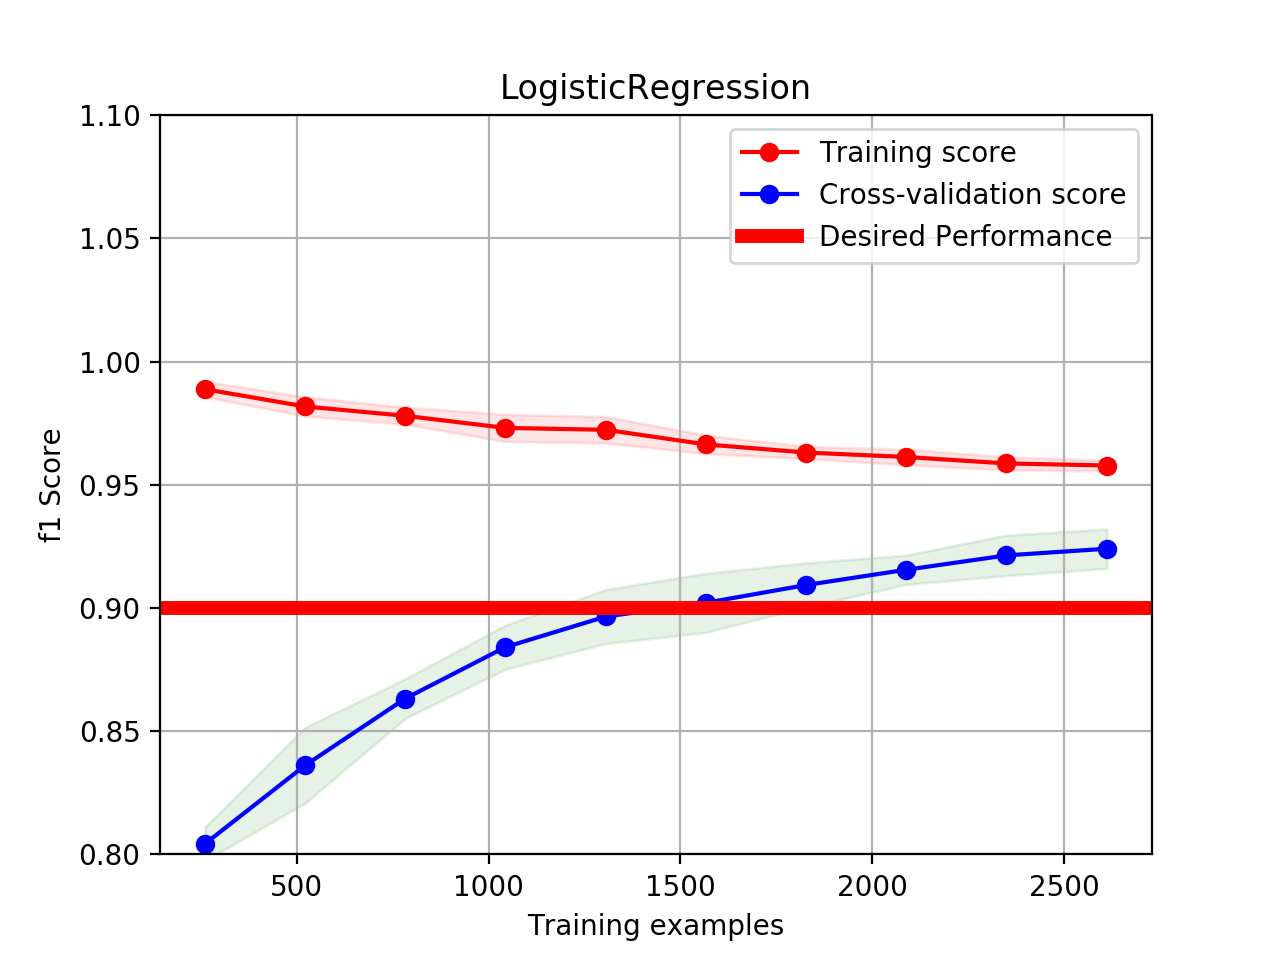 LogisticRegression
1.10
1.05
1.00
0.95
0.90
0.85
0.80
f1 Score
Training score
Cross-validation score
Desired Performance
500 1000 1500 2000 2500
Training examples